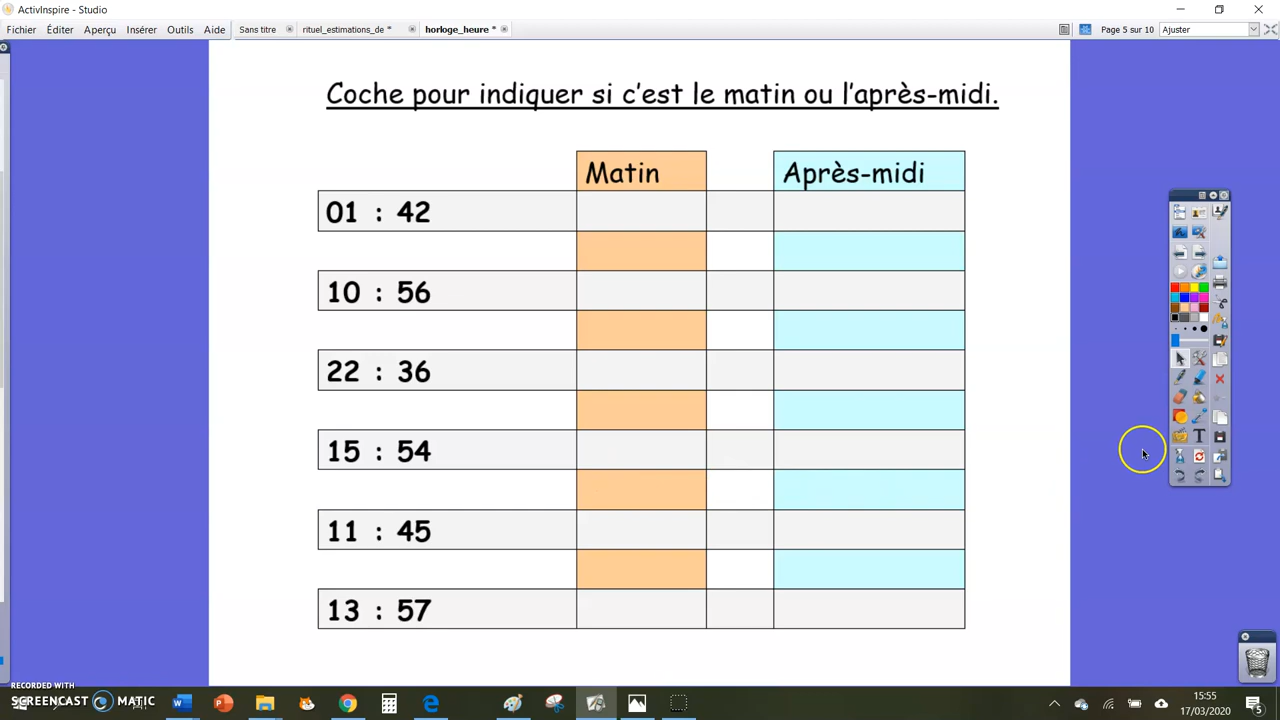 ActivInspire - Studio
Fichier Éditer Aperçu Insérer Outils Aide Sans titre rituel_estimations_de * horloge_heure * Page 5 sur 10 Ajuster
Coche pour indiquer si c'est le matin ou l'après-midi.
Matin Après-midi
01 : 42
10 : 56
22 : 36
15 : 54
11 : 45
13 : 57
RECORDED WITH
SCREENCAST MATIC
15:55
17/03/2020